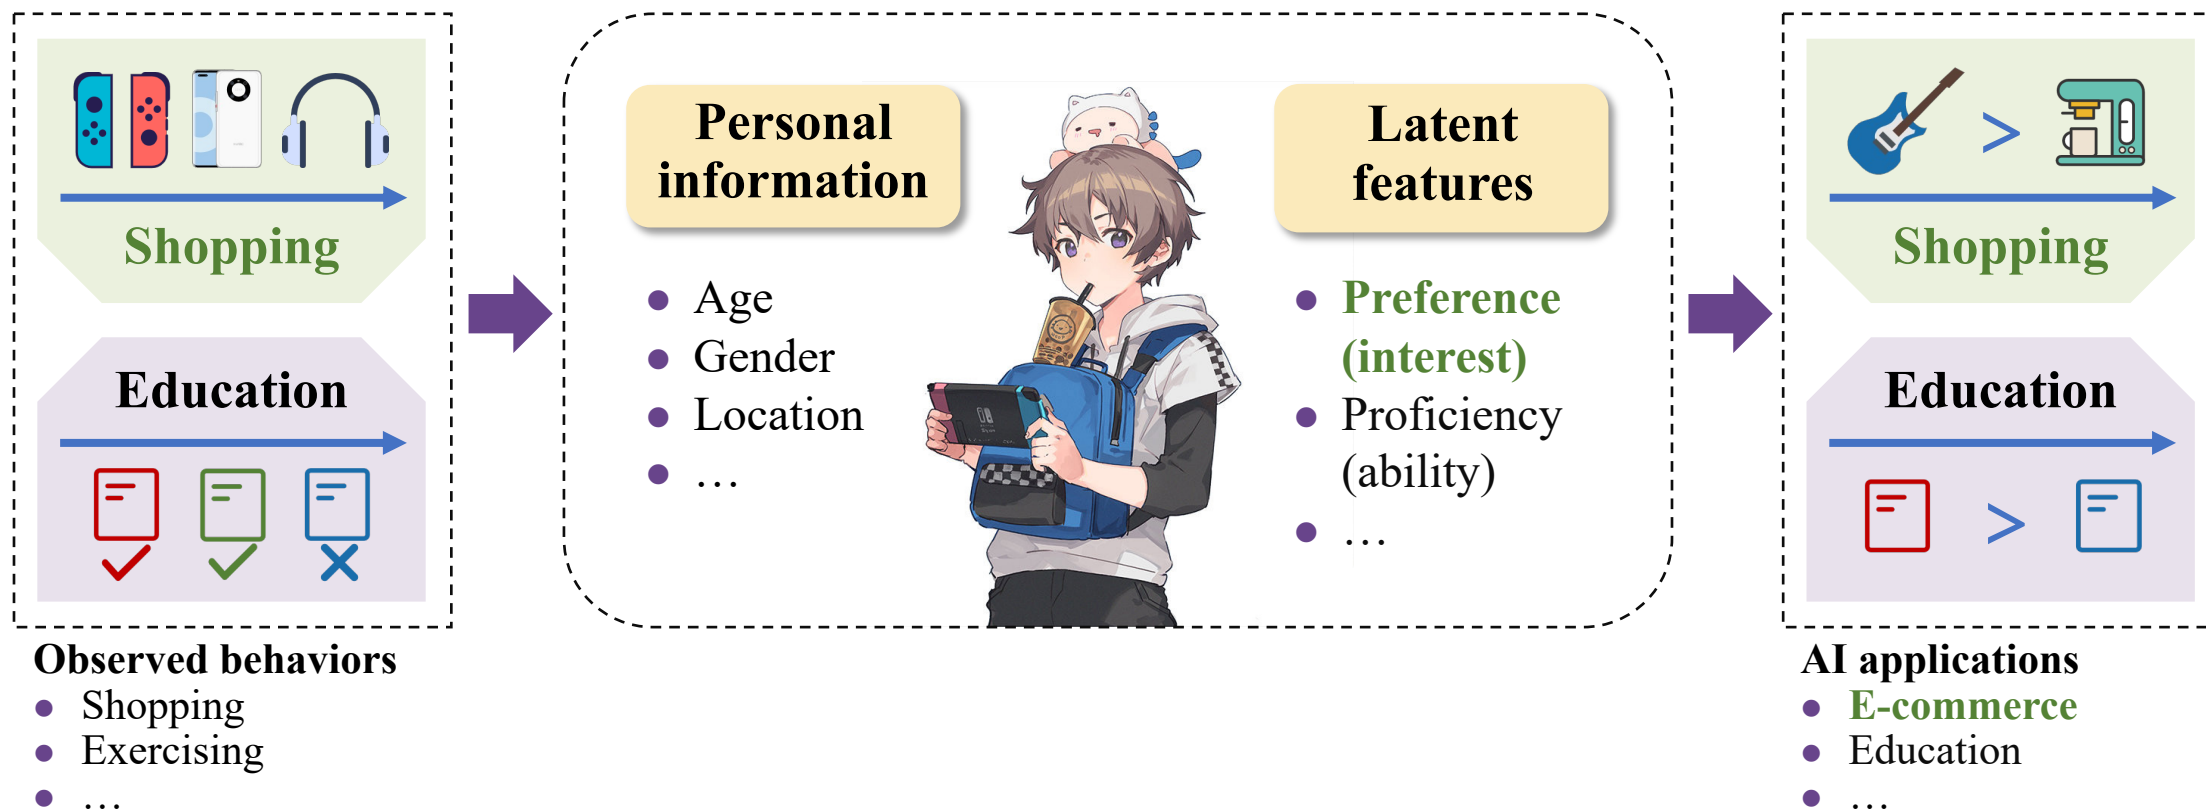 Shopping
Education
Observed behaviors
Shopping
Exercising
…
Personal
information
Age
Gender
Location
…
Latent
features
Preference
(interest)
Proficiency
(ability)
…
>
Shopping
Education
>
AI applications
E-commerce
Education
…